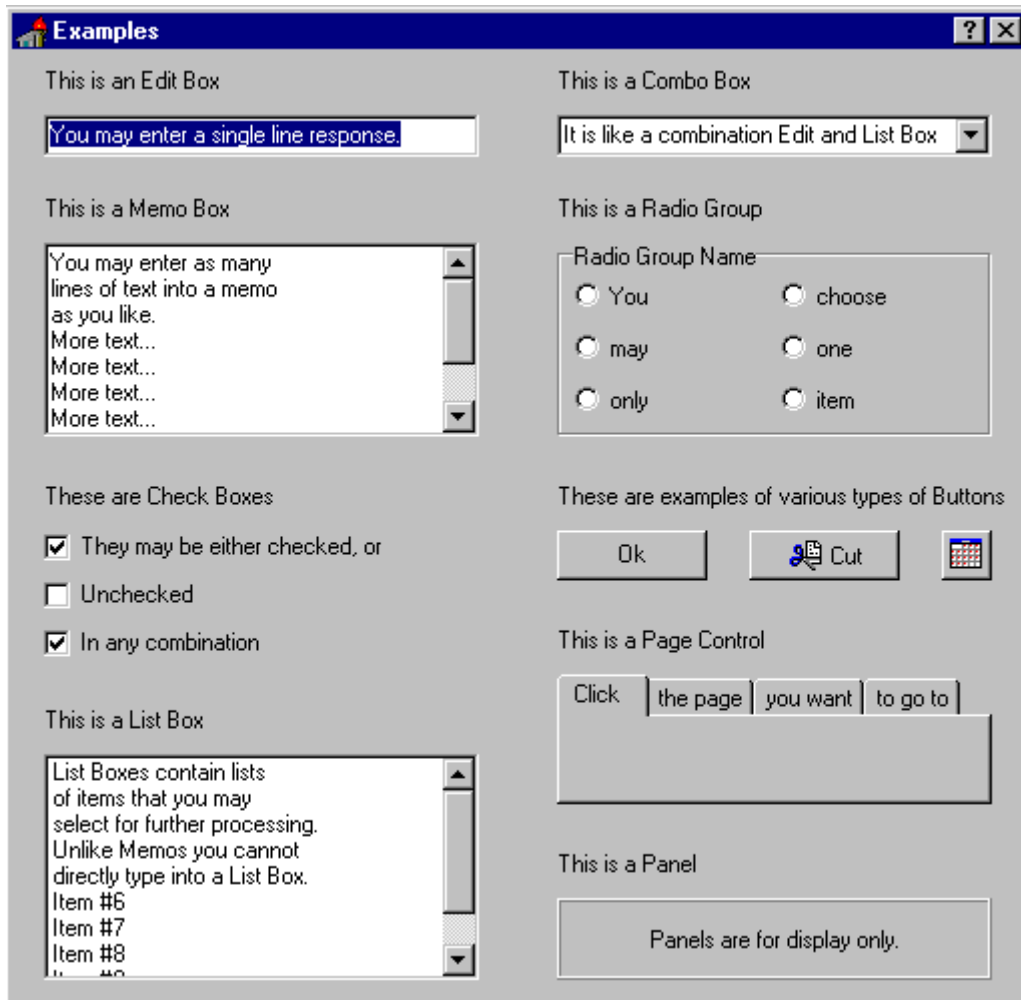 Examples
This is an Edit Box
You may enter a single line response.
This is a Memo Box
You may enter as many
lines of text into a memo
as you like.
More text...
More text...
More text...
More text...
These are Check Boxes
They may be either checked, or
Unchecked
In any combination
This is a List Box
List Boxes contain lists
of items that you may
select for further processing.
Unlike Memos you cannot
directly type into a List Box.
Item #6
Item #7
Item #8
This is a Combo Box
It is like a combination Edit and List Box
This is a Radio Group
Radio Group Name
You
choose
may
one
only
item
These are examples of various types of Buttons
Ok
Cut
This is a Page Control
Click the page you want to go to
This is a Panel
Panels are for display only.